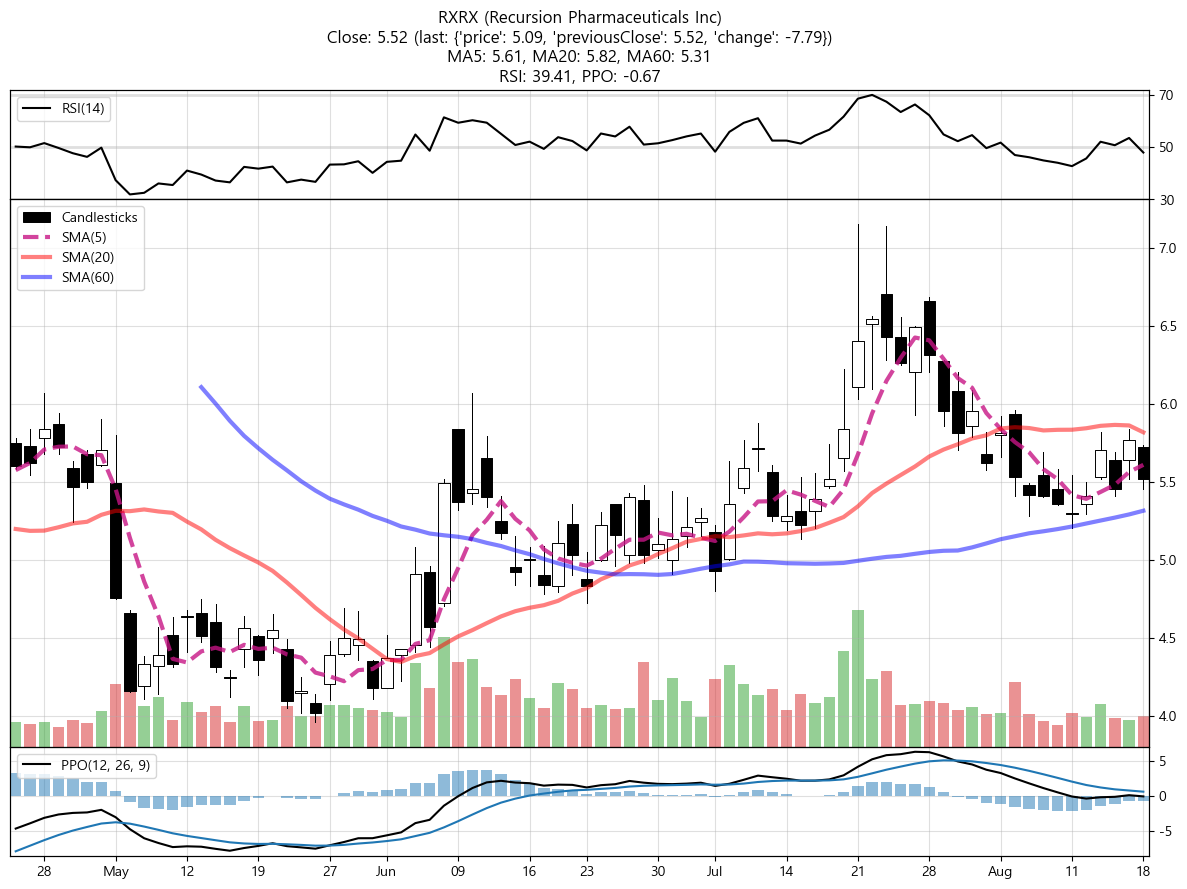 RXRX (Recursion Pharmaceuticals Inc)
Close: 5.52 (last: {'price': 5.09, 'previousClose': 5.52, 'change': -7.79})
MA5: 5.61, MA20: 5.82, MA60: 5.31
RSI: 39.41, PPO: -0.67
RSI(14)
70
50
30
Candlesticks
SMA(5)
SMA(20)
SMA(60)
7.0
6.5
6.0
5.5
5.0
4.5
4.0
PPO(12, 26, 9)
5
0
-5
28 May 12 19 27 Jun 09 16 23 30 Jul 14 21 28 Aug 11 18